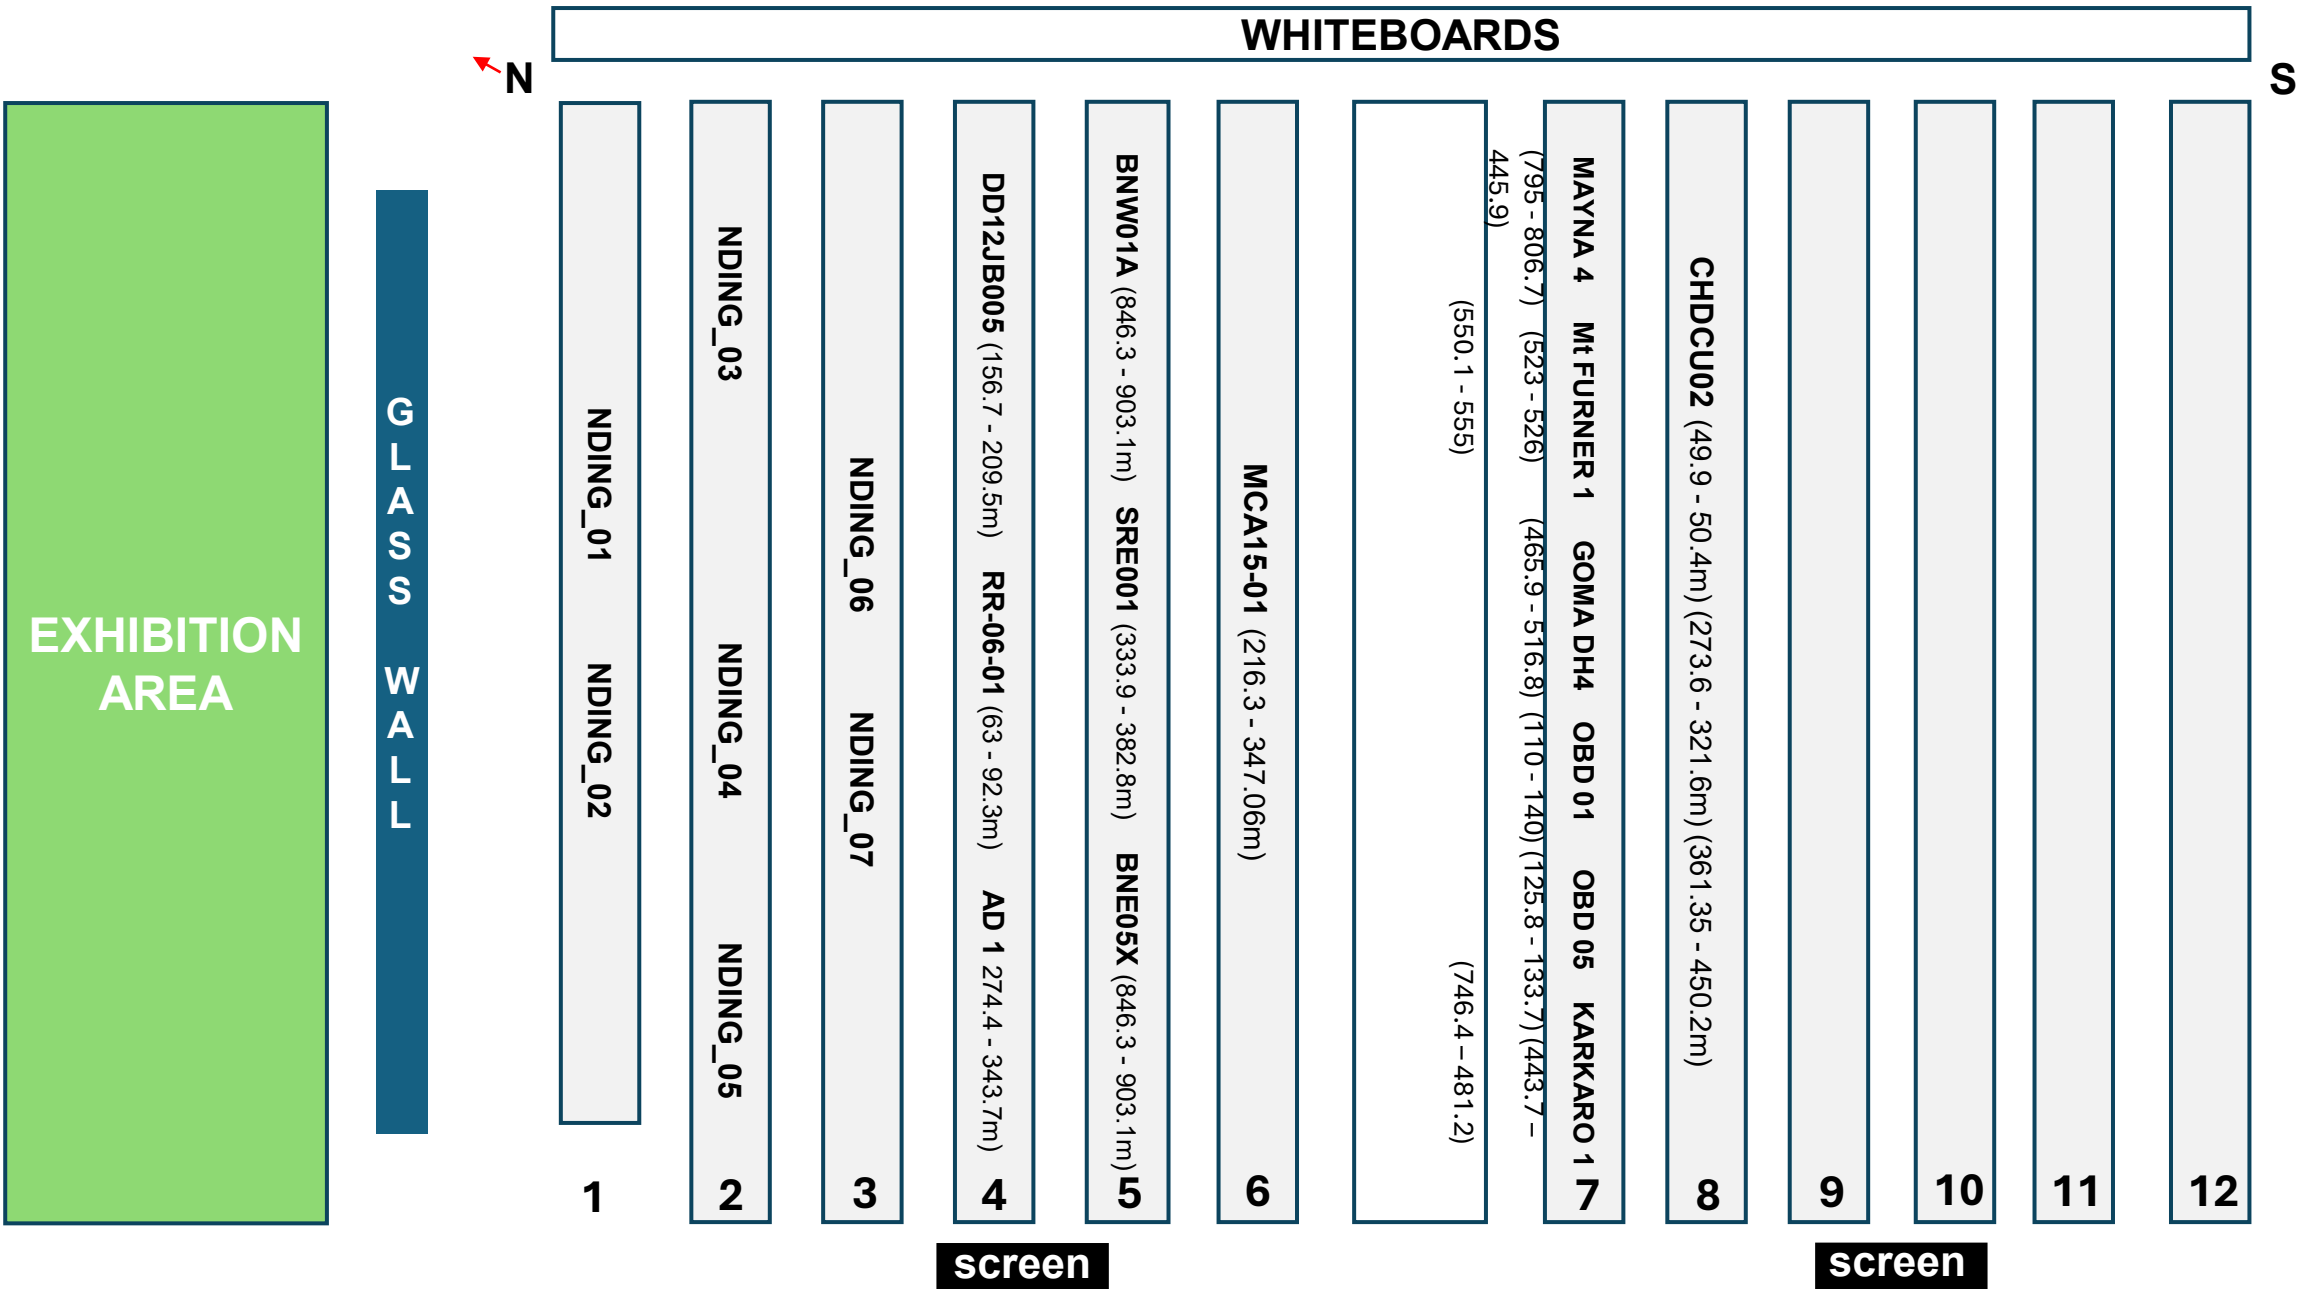 WHITEBOARDS
N
S
EXHIBITION
AREA
GLASS WALL
NDING_01
NDING_02
1
NDING_03
NDING_04
NDING_05
2
NDING_06
NDING_07
3
DD12JB005 (156.7 - 209.5m)
RR-06-01 (63 - 92.3m)
AD 1 274.4 - 343.7m)
4
BNW01A (846.3 - 903.1m)
SRE001 (333.9 - 382.8m)
BNE05X (846.3 - 903.1m)
5
MCA15-01 (216.3 - 347.06m)
6
MAYNA 4 Mt FURNER 1 GOMA DH4 OBD 01 OBD 05 KARKARO 1
(795 - 806.7) (523 - 526) (465.9 - 516.8) (110 - 140) (125.8 - 133.7) (443.7 –
445.9)
(550.1 - 555) (746.4 – 481.2)
7
CHDCU02 (49.9 - 50.4m) (273.6 - 321.6m) (361.35 - 450.2m)
8
9
10
11
12
screen
screen